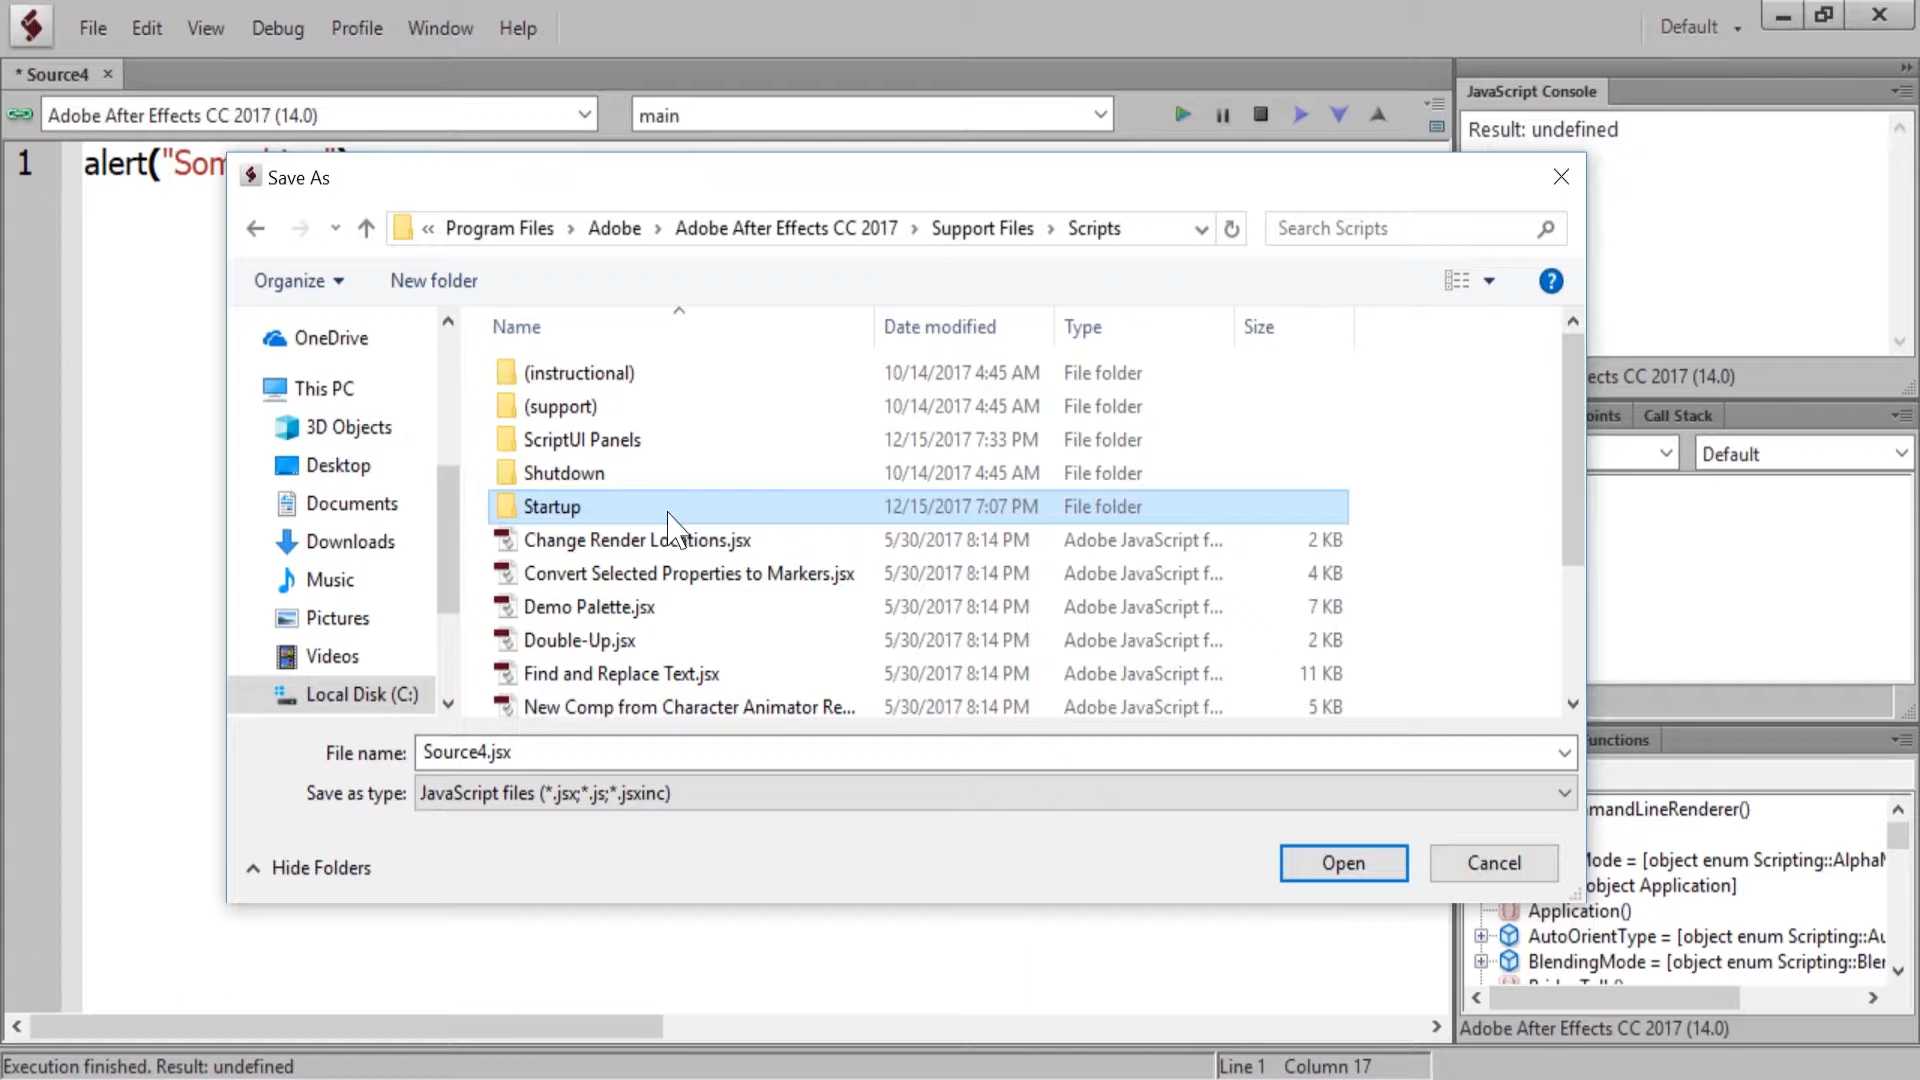 File Edit View Debug Profile Window Help
Default
* Source4
Adobe After Effects CC 2017 (14.0)
main
1 alert("Som
Save As
« Program Files › Adobe › Adobe After Effects CC 2017 › Support Files › Scripts
Search Scripts
Organize
New folder
?
OneDrive
This PC
3D Objects
Desktop
Documents
Downloads
Music
Pictures
Videos
Local Disk (C:)
Name Date modified Type Size
(instructional) 10/14/2017 4:45 AM File folder
(support) 10/14/2017 4:45 AM File folder
ScriptUI Panels 12/15/2017 7:33 PM File folder
Shutdown 10/14/2017 4:45 AM File folder
Startup 12/15/2017 7:07 PM File folder
Change Render Locations.jsx 5/30/2017 8:14 PM Adobe JavaScript f... 2 KB
Convert Selected Properties to Markers.jsx 5/30/2017 8:14 PM Adobe JavaScript f... 4 KB
Demo Palette.jsx 5/30/2017 8:14 PM Adobe JavaScript f... 7 KB
Double-Up.jsx 5/30/2017 8:14 PM Adobe JavaScript f... 2 KB
Find and Replace Text.jsx 5/30/2017 8:14 PM Adobe JavaScript f... 11 KB
New Comp from Character Animator Re... 5/30/2017 8:14 PM Adobe JavaScript f... 5 KB
File name: Source4.jsx
Save as type: JavaScript files (*.jsx;*.js;*.jsxinc)
Hide Folders
Open
Cancel
JavaScript Console
Result: undefined
ects CC 2017 (14.0)
oints
Call Stack
Default
unctions
mandLineRenderer()
Mode = [object enum Scripting::Alpha
object Application]
Application()
AutoOrientType = [object enum Scripting::Au
BlendingMode = [object enum Scripting::Blen
Adobe After Effects CC 2017 (14.0)
Execution finished. Result: undefined
Line 1 Column 17